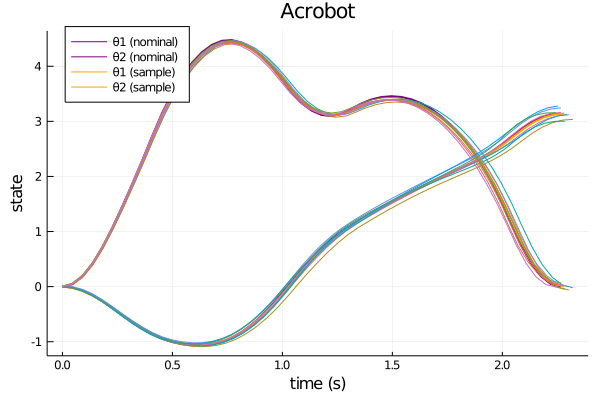 Acrobot
θ1 (nominal)
θ2 (nominal)
θ1 (sample)
θ2 (sample)
state
4
3
2
1
0
-1
0.0 0.5 1.0 1.5 2.0
time (s)